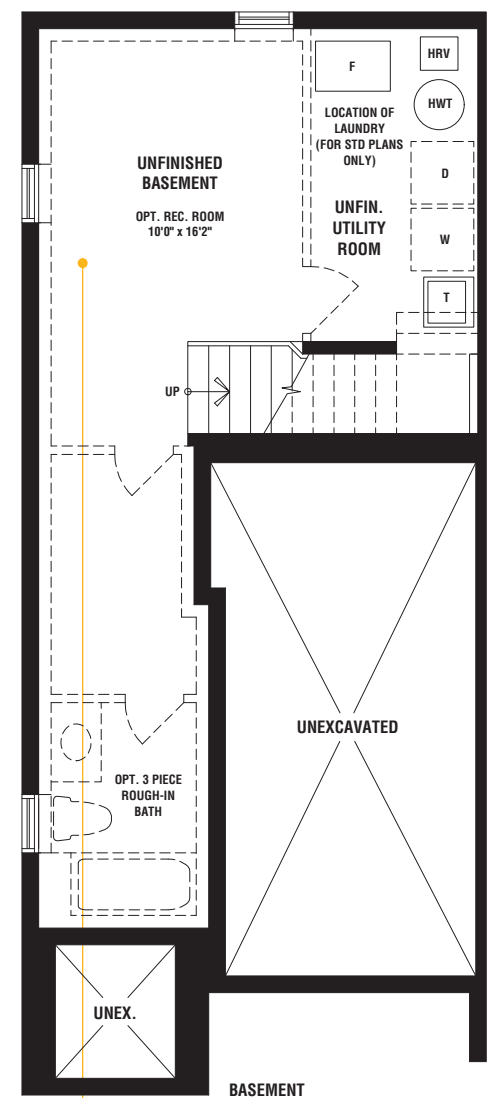 HRV
F
HWT
LOCATION OF
LAUNDRY
(FOR STD PLANS
ONLY)
UNFINISHED
BASEMENT
D
OPT. REC. ROOM
10'0" x 16'2"
UNFIN.
UTILITY
ROOM
W
T
UP
UNEXCAVATED
OPT. 3 PIECE
ROUGH-IN
BATH
UNEX.
BASEMENT